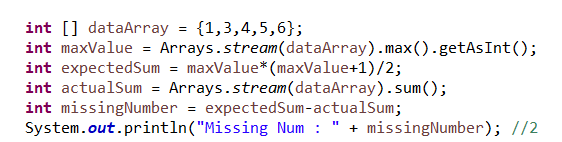 int [] dataArray = {1,3,4,5,6};
int maxValue = Arrays.stream(dataArray).max().getAsInt();
int expectedSum = maxValue*(maxValue+1)/2;
int actualSum = Arrays.stream(dataArray).sum();
int missingNumber = expectedSum-actualSum;
System.out.println("Missing Num : " + missingNumber); //2